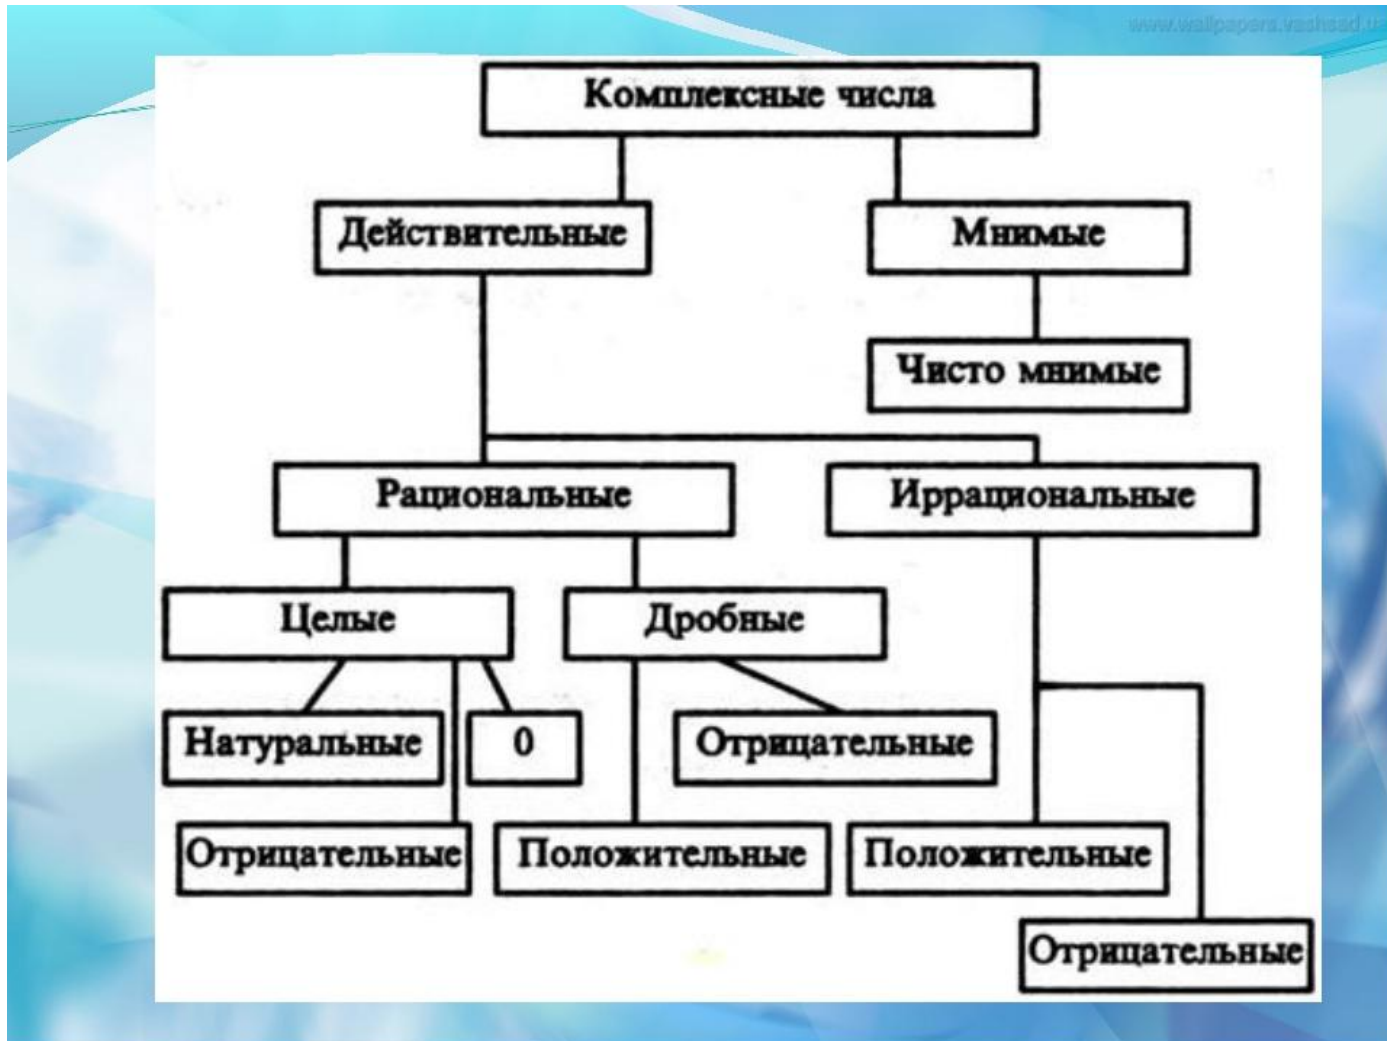 Комплексные числа
Действительные
Мнимые
Чисто мнимые
Рациональные
Иррациональные
Целые
Дробные
Натуральные
0
Отрицательные
Отрицательные
Положительные
Положительные
Отрицательные